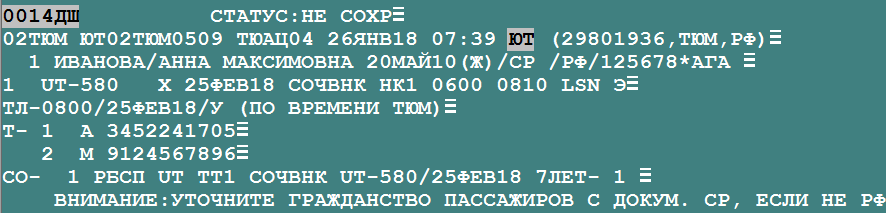 0014ДШ СТАТУС:НЕ СОХР
02ТЮМ ЮТ02ТЮМ0509 ТЮАЦ04 26ЯНВ18 07:39 ЮТ (29801936,ТЮМ,РФ)
1 ИВАНОВА/АННА МАКСИМОВНА 20МАЙ10(Ж)/СР /РФ/125678*АГА
1 UT-580 Х 25ФЕВ18 СОЧВНК НК1 0600 0810 LSN Э
ТЛ-0800/25ФЕВ18/У (ПО ВРЕМЕНИ ТЮМ)
Т- 1 А 3452241705
2 М 9124567896
СО- 1 РБСП UT ТТ1 СОЧВНК UT-580/25ФЕВ18 7ЛЕТ- 1
ВНИМАНИЕ:УТОЧНИТЕ ГРАЖДАНСТВО ПАССАЖИРОВ С ДОКУМ. СР, ЕСЛИ НЕ РФ